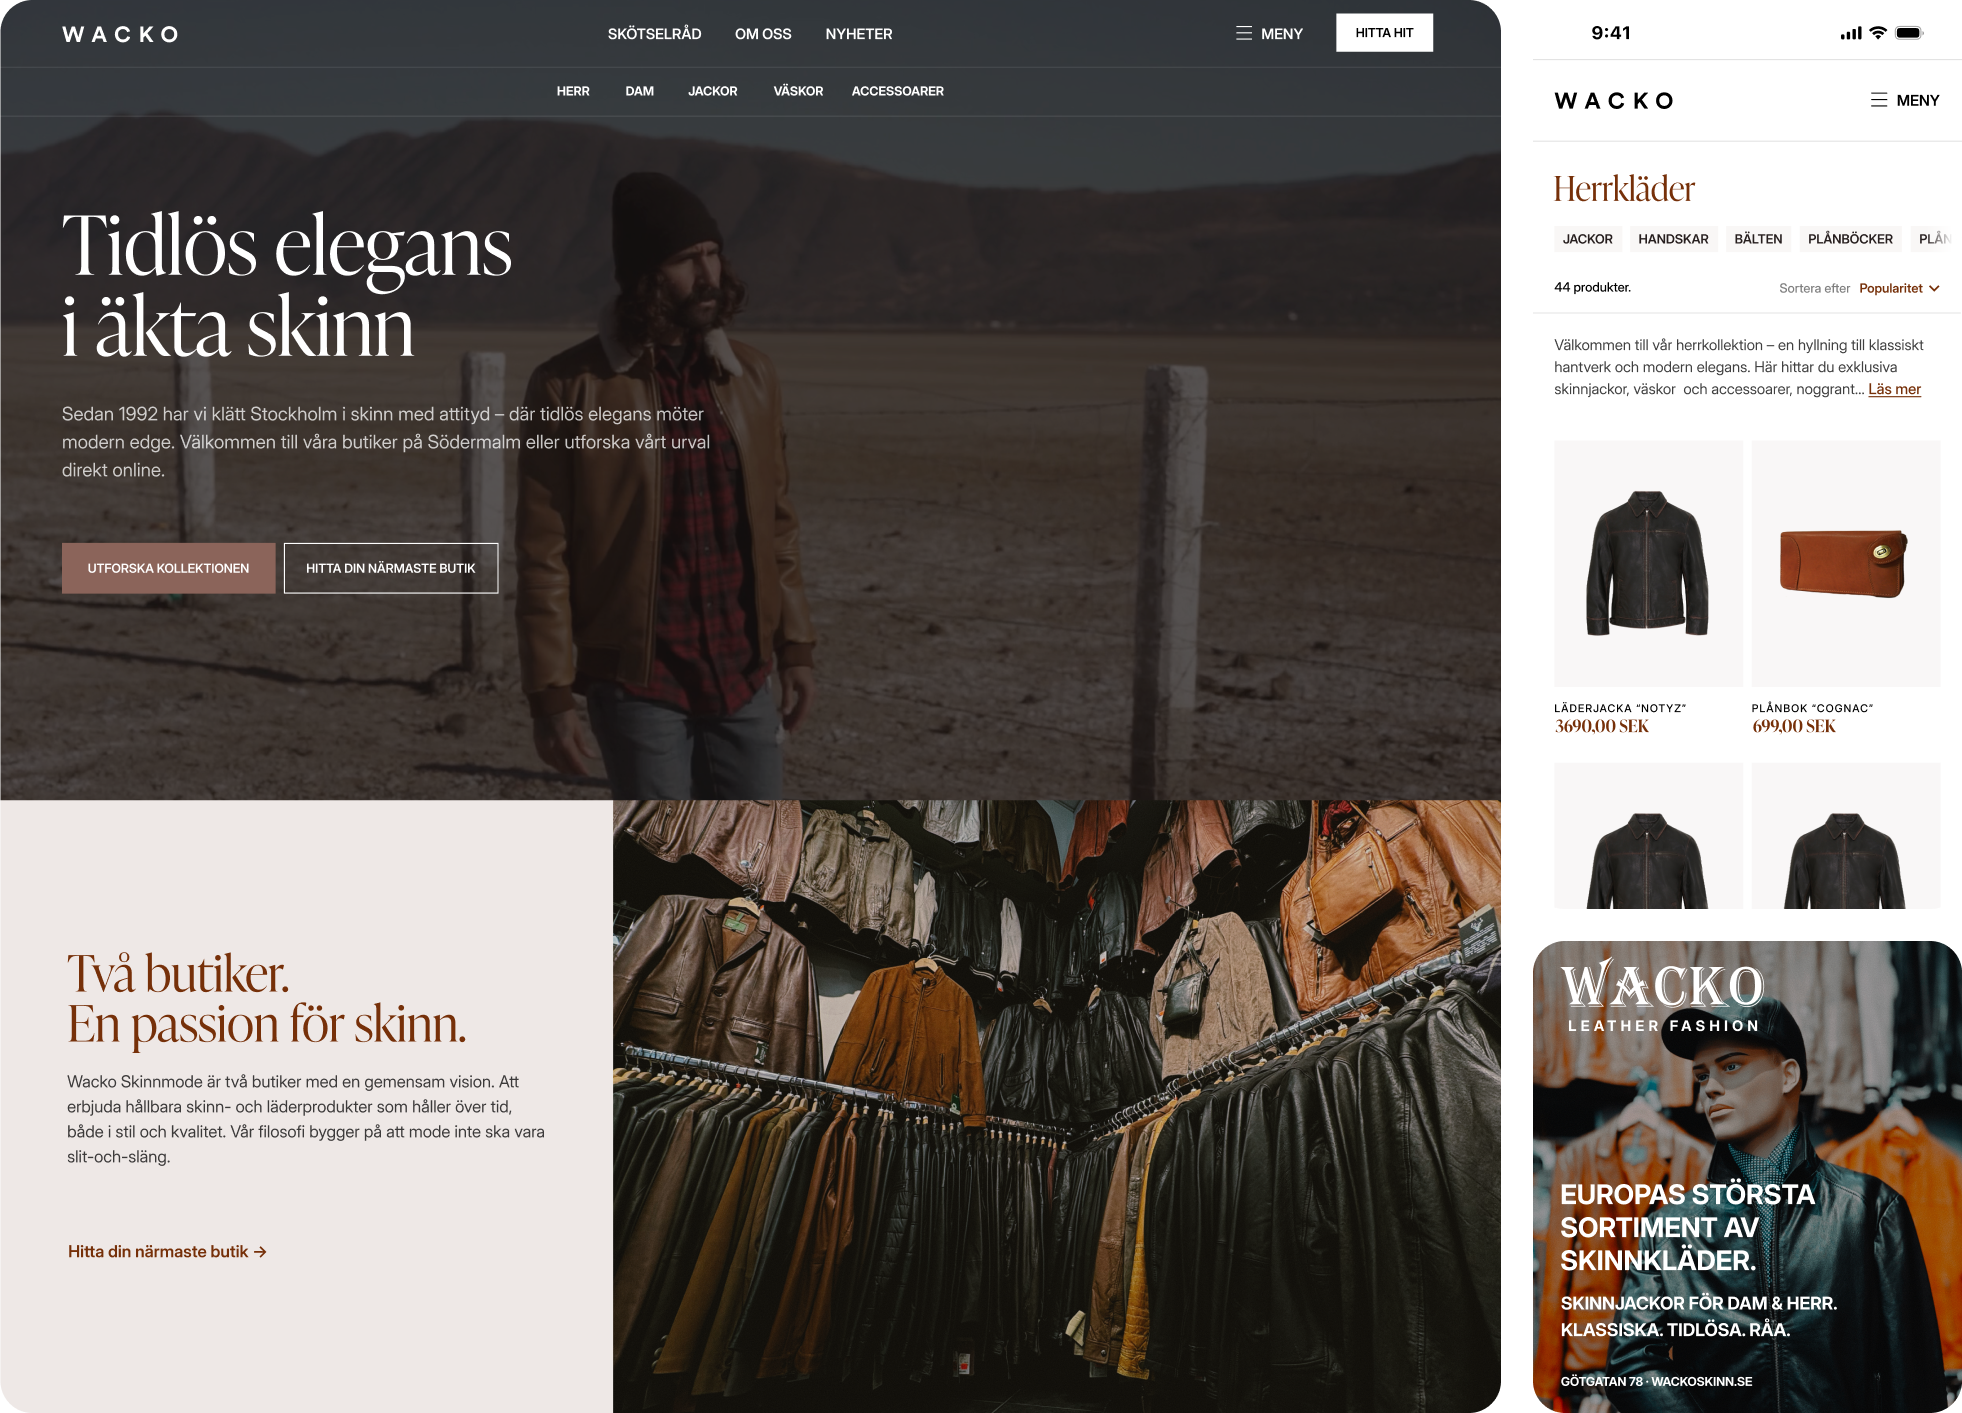 WACKO
SKÖTSELRÅD OM OSS NYHETER
MENY
HITTA HIT
HERR DAM JACKOR VÄSKOR ACCESSOARER
Tidlös elegans
i äkta skinn
Sedan 1992 har vi klätt Stockholm i skinn med attityd – där tidlös elegans möter
modern edge. Välkommen till våra butiker på Södermalm eller utforska vårt urval
direkt online.
UTFORSKA KOLLEKTIONEN
HITTA DIN NÄRMASTE BUTIK
Två butiker.
En passion för skinn.
Wacko Skinnmode är två butiker med en gemensam vision. Att
erbjuda hållbara skinn- och läderprodukter som håller över tid,
både i stil och kvalitet. Vår filosofi bygger på att mode inte ska vara
slit-och-släng.
Hitta din närmaste butik →
9:41
WACKO
MENY
Herrkläder
JACKOR HANDSKAR BÄLTEN PLÅNBÖCKER PLÅN
44 produkter.
Sortera efter Popularitet
Välkommen till vår herrkollektion – en hyllning till klassiskt
hantverk och modern elegans. Här hittar du exklusiva
skinnjackor, väskor och accessoarer, noggrant... Läs mer
LÄDERJACKA "NOTYZ"
3690,00 SEK
PLÅNBOK "COGNAC"
699,00 SEK
WACKO
LEATHER FASHION
EUROPAS STÖRSTA
SORTIMENT AV
SKINNKLÄDER.
SKINNJACKOR FÖR DAM & HERR.
KLASSISKA. TIDLÖSA. RÅA.
GÖTGATAN 78 · WACKOSKINN.SE